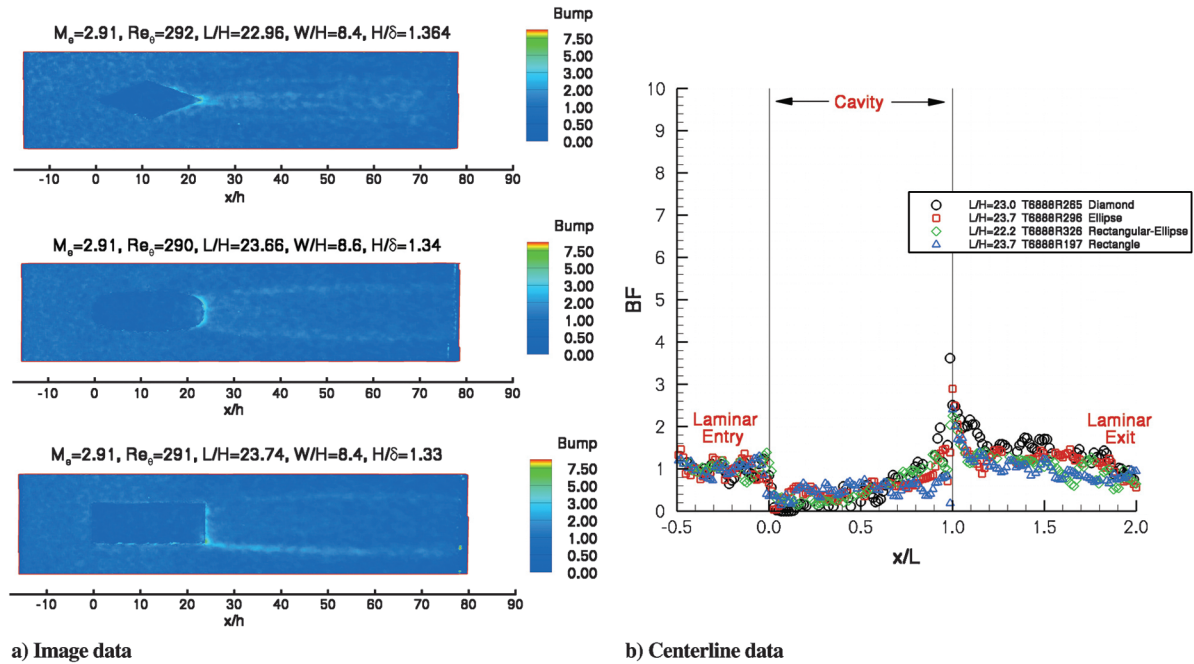 Bump
M_e=2.91, Re_θ=292, L/H=22.96, W/H=8.4, H/δ=1.364
7.50
5.00
3.00
2.00
1.00
0.50
0.00
-10 0 10 20 30 40 50 60 70 80 90
x/h
Bump
M_e=2.91, Re_θ=290, L/H=23.66, W/H=8.6, H/δ=1.34
7.50
5.00
3.00
2.00
1.00
0.50
0.00
-10 0 10 20 30 40 50 60 70 80 90
x/h
Bump
M_e=2.91, Re_θ=291, L/H=23.74, W/H=8.4, H/δ=1.33
7.50
5.00
3.00
2.00
1.00
0.50
0.00
-10 0 10 20 30 40 50 60 70 80 90
x/h
a) Image data
10
9
8
7
6
5
4
3
2
1
0
BF
Cavity
L/H=23.0 T6888R265 Diamond
L/H=23.7 T6888R296 Ellipse
L/H=22.2 T6888R326 Rectangular-Ellipse
L/H=23.7 T6888R197 Rectangle
Laminar
Entry
Laminar
Exit
-0.5 0.0 0.5 1.0 1.5 2.0
x/L
b) Centerline data